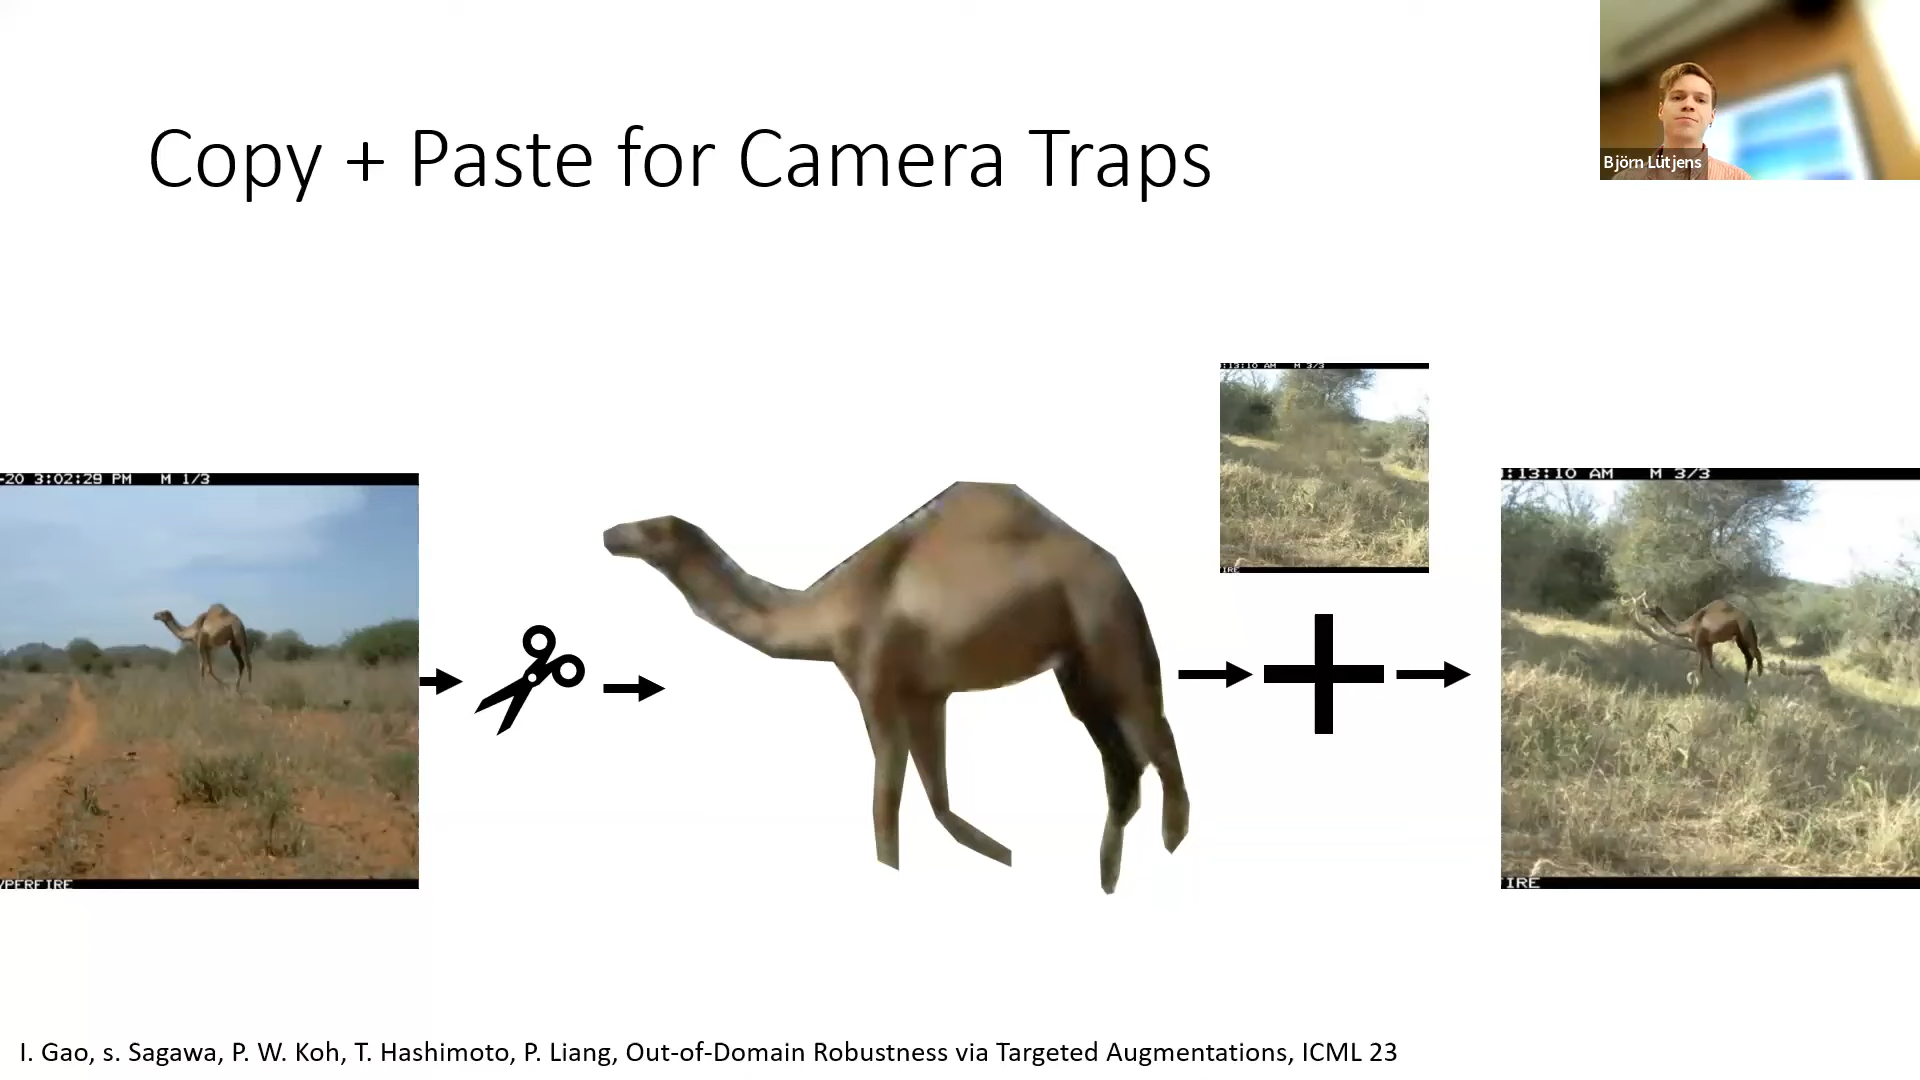 Björn Lütjens
Copy + Paste for Camera Traps
:13:10 AM M 3/3
IRE
-20 3:02:29 PM M 1/3
YPERFIRE
:13:10 AM M 3/3
IRE
I. Gao, s. Sagawa, P. W. Koh, T. Hashimoto, P. Liang, Out-of-Domain Robustness via Targeted Augmentations, ICML 23